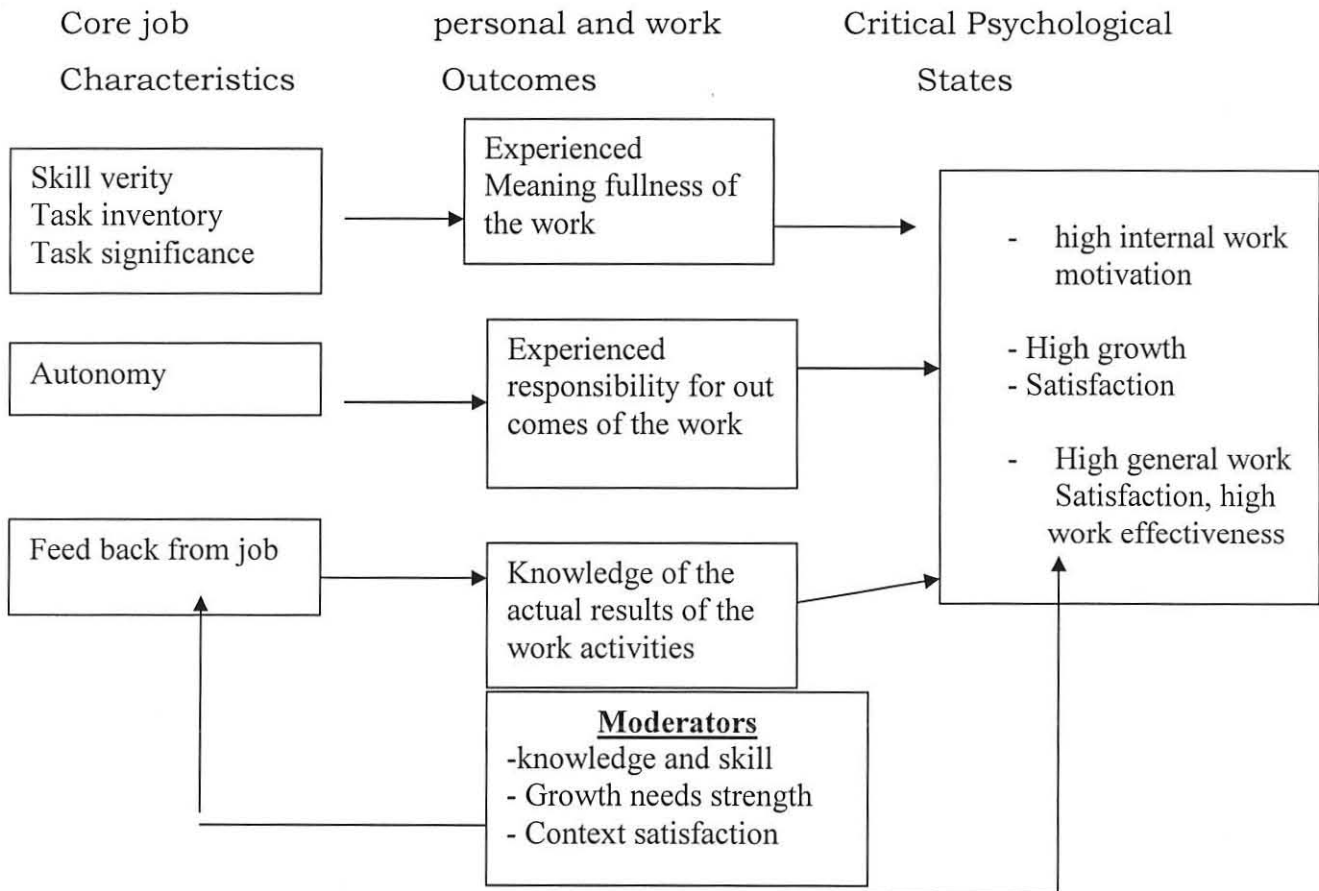 Core job personal and work Critical Psychological
Characteristics Outcomes States
Skill verity
Task inventory
Task significance
Experienced
Meaning fullness of
the work
- high internal work
motivation
- High growth
- Satisfaction
- High general work
Satisfaction, high
work effectiveness
Autonomy
Experienced
responsibility for out
comes of the work
Feed back from job
Knowledge of the
actual results of the
work activities
Moderators
-knowledge and skill
- Growth needs strength
- Context satisfaction